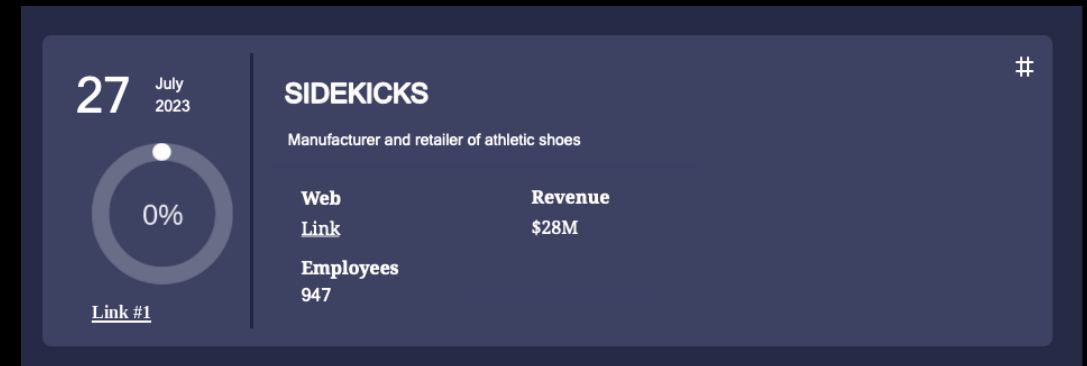 27 July
2023
0%
Link #1
SIDEKICKS
#
Manufacturer and retailer of athletic shoes
Web
Link
Revenue
$28M
Employees
947